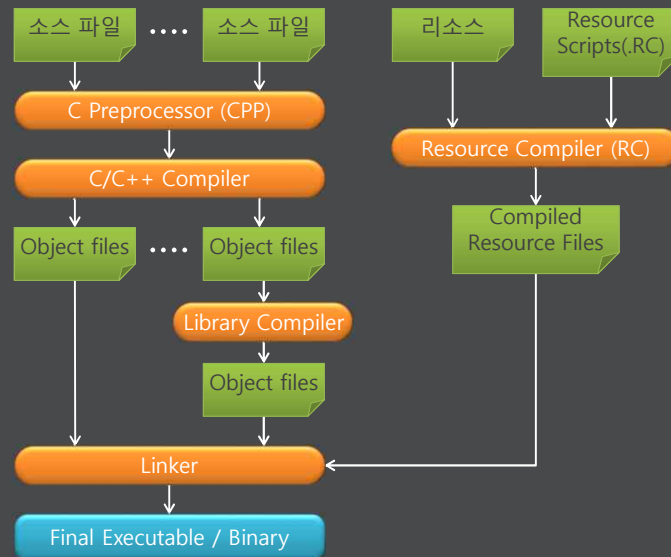 소스 파일
....
소스 파일
리소스
Resource
Scripts(.RC)
C Preprocessor (CPP)
C/C++ Compiler
Resource Compiler (RC)
Object files
....
Object files
Compiled
Resource Files
Library Compiler
Object files
Linker
Final Executable / Binary